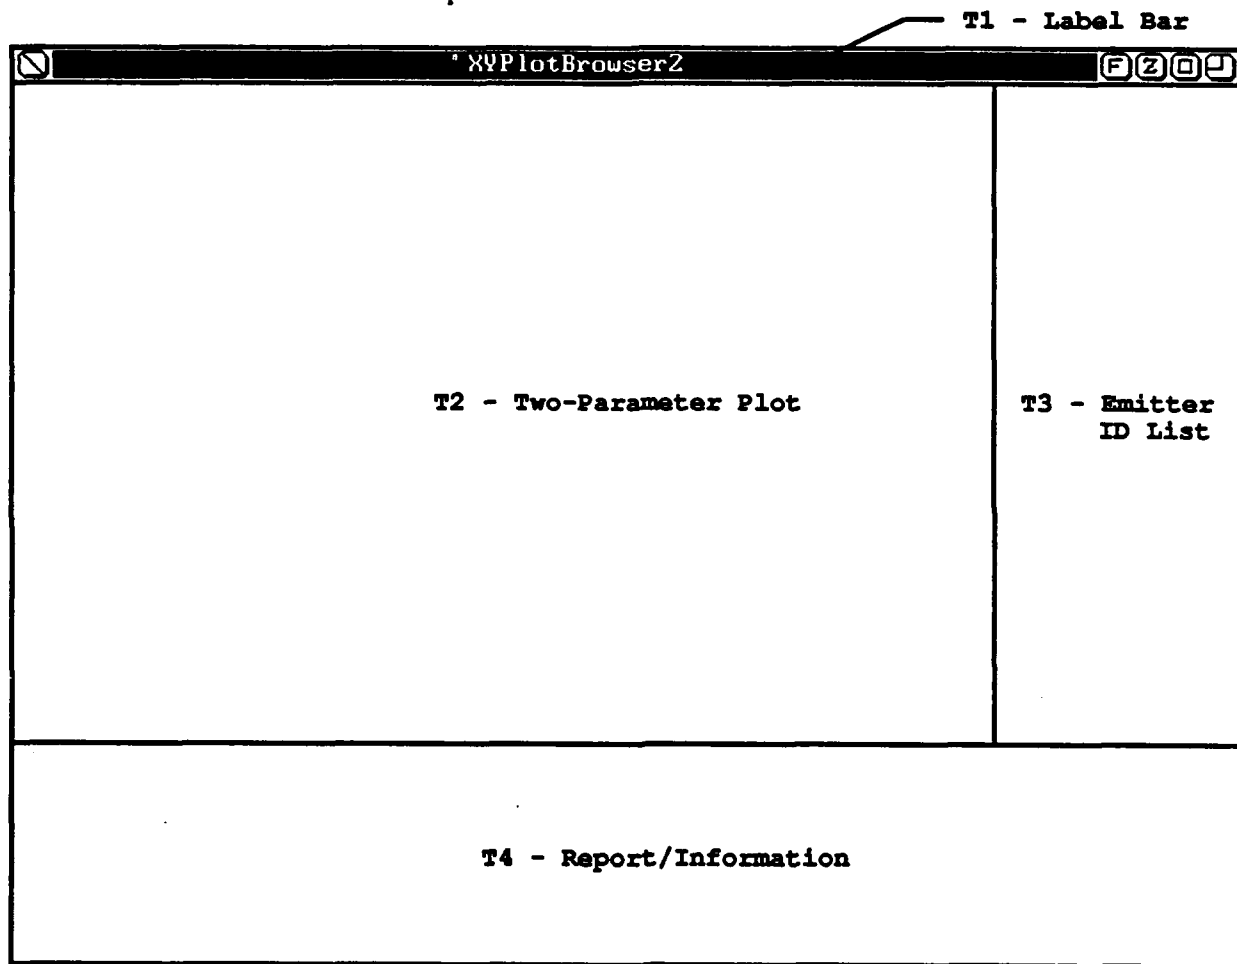 T1 - Label Bar
XYPlotBrowser2
F Z
T2 - Two-Parameter Plot
T3 - Emitter
ID List
T4 - Report/Information